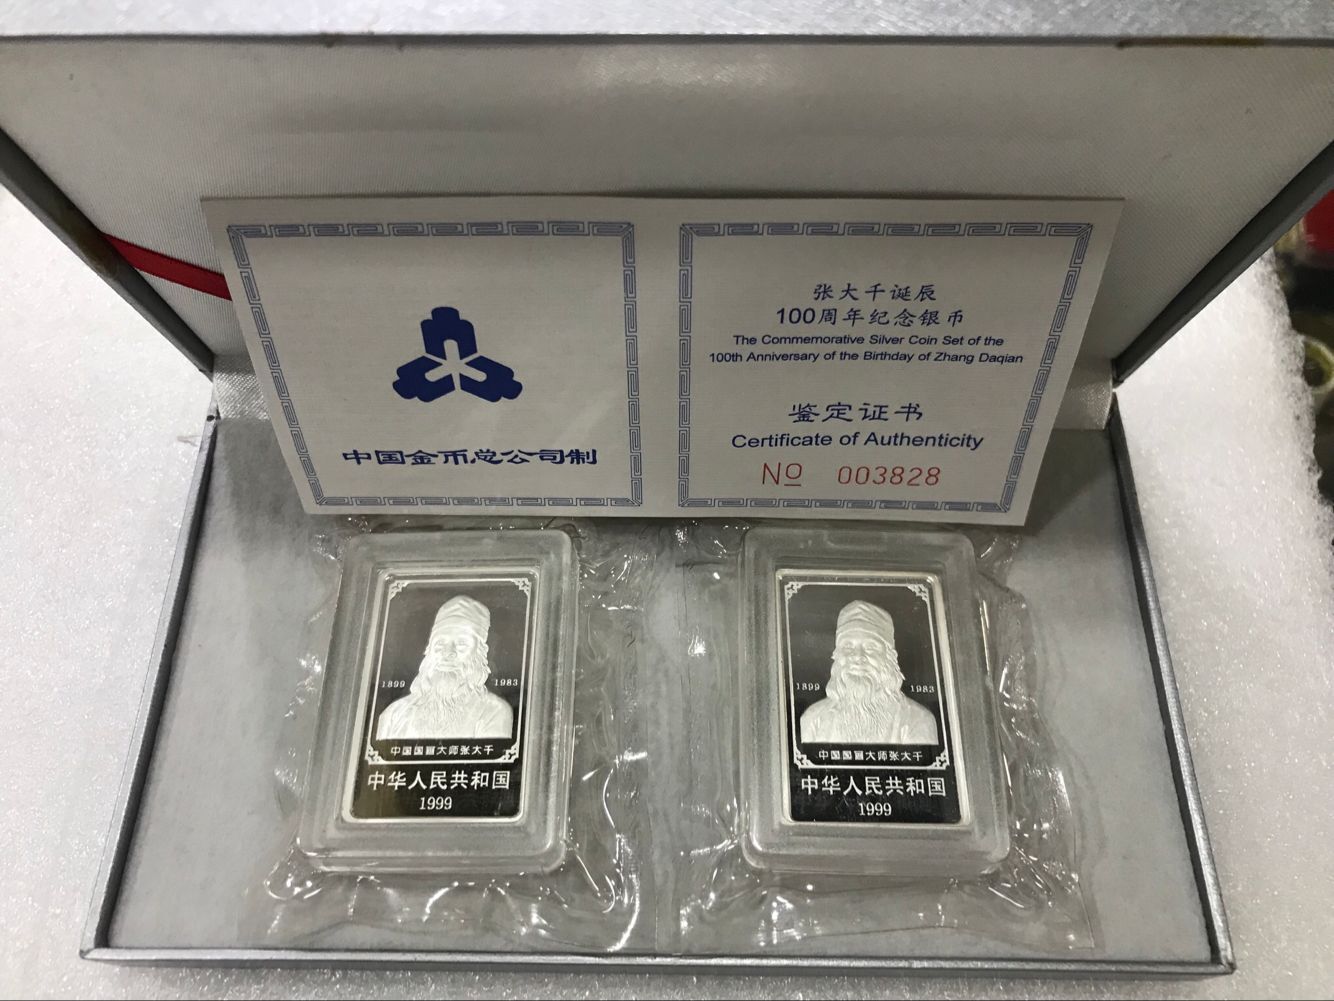 中国金币总公司制
张大千诞辰
100周年纪念银币
The Commemorative Silver Coin Set of the
100th Anniversary of the Birthday of Zhang Daqian
鉴定证书
Certificate of Authenticity
No 003828
1899 1983
中国国画大师张大千
中华人民共和国
1999
1899 1983
中国国画大师张大千
中华人民共和国
1999